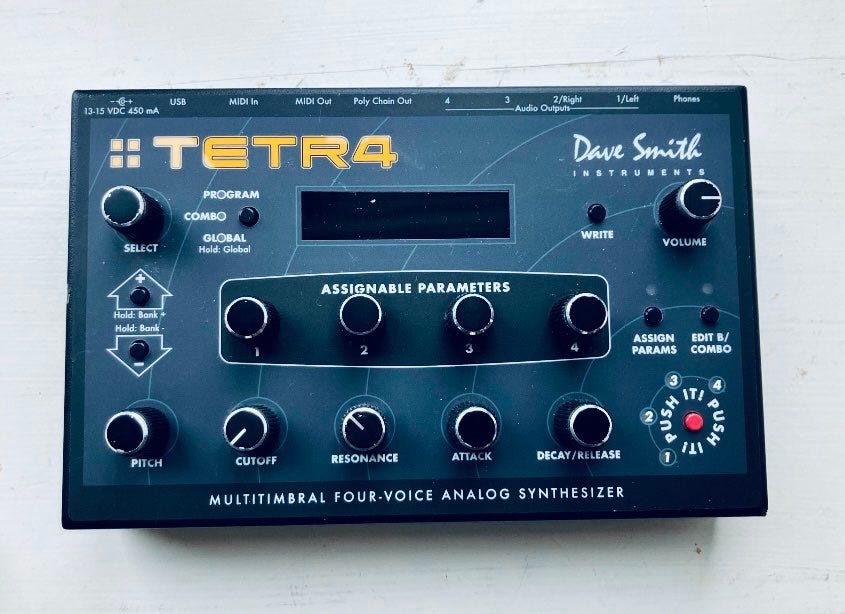 13-15 VDC 450 mA
USB
MIDI In
MIDI Out
Poly Chain Out
4
3
2/Right
1/Left
Audio Outputs
Phones
TETR4
Dave Smith
INSTRUMENTS
PROGRAM
COMBO
GLOBAL
Hold: Global
SELECT
WRITE
VOLUME
+
Hold: Bank +
Hold: Bank -
-
ASSIGNABLE PARAMETERS
1
2
3
4
ASSIGN
PARAMS
EDIT B/
COMBO
PITCH
CUTOFF
RESONANCE
ATTACK
DECAY/RELEASE
1
2
3
4
PUSH IT! PUSH IT!
MULTITIMBRAL FOUR-VOICE ANALOG SYNTHESIZER